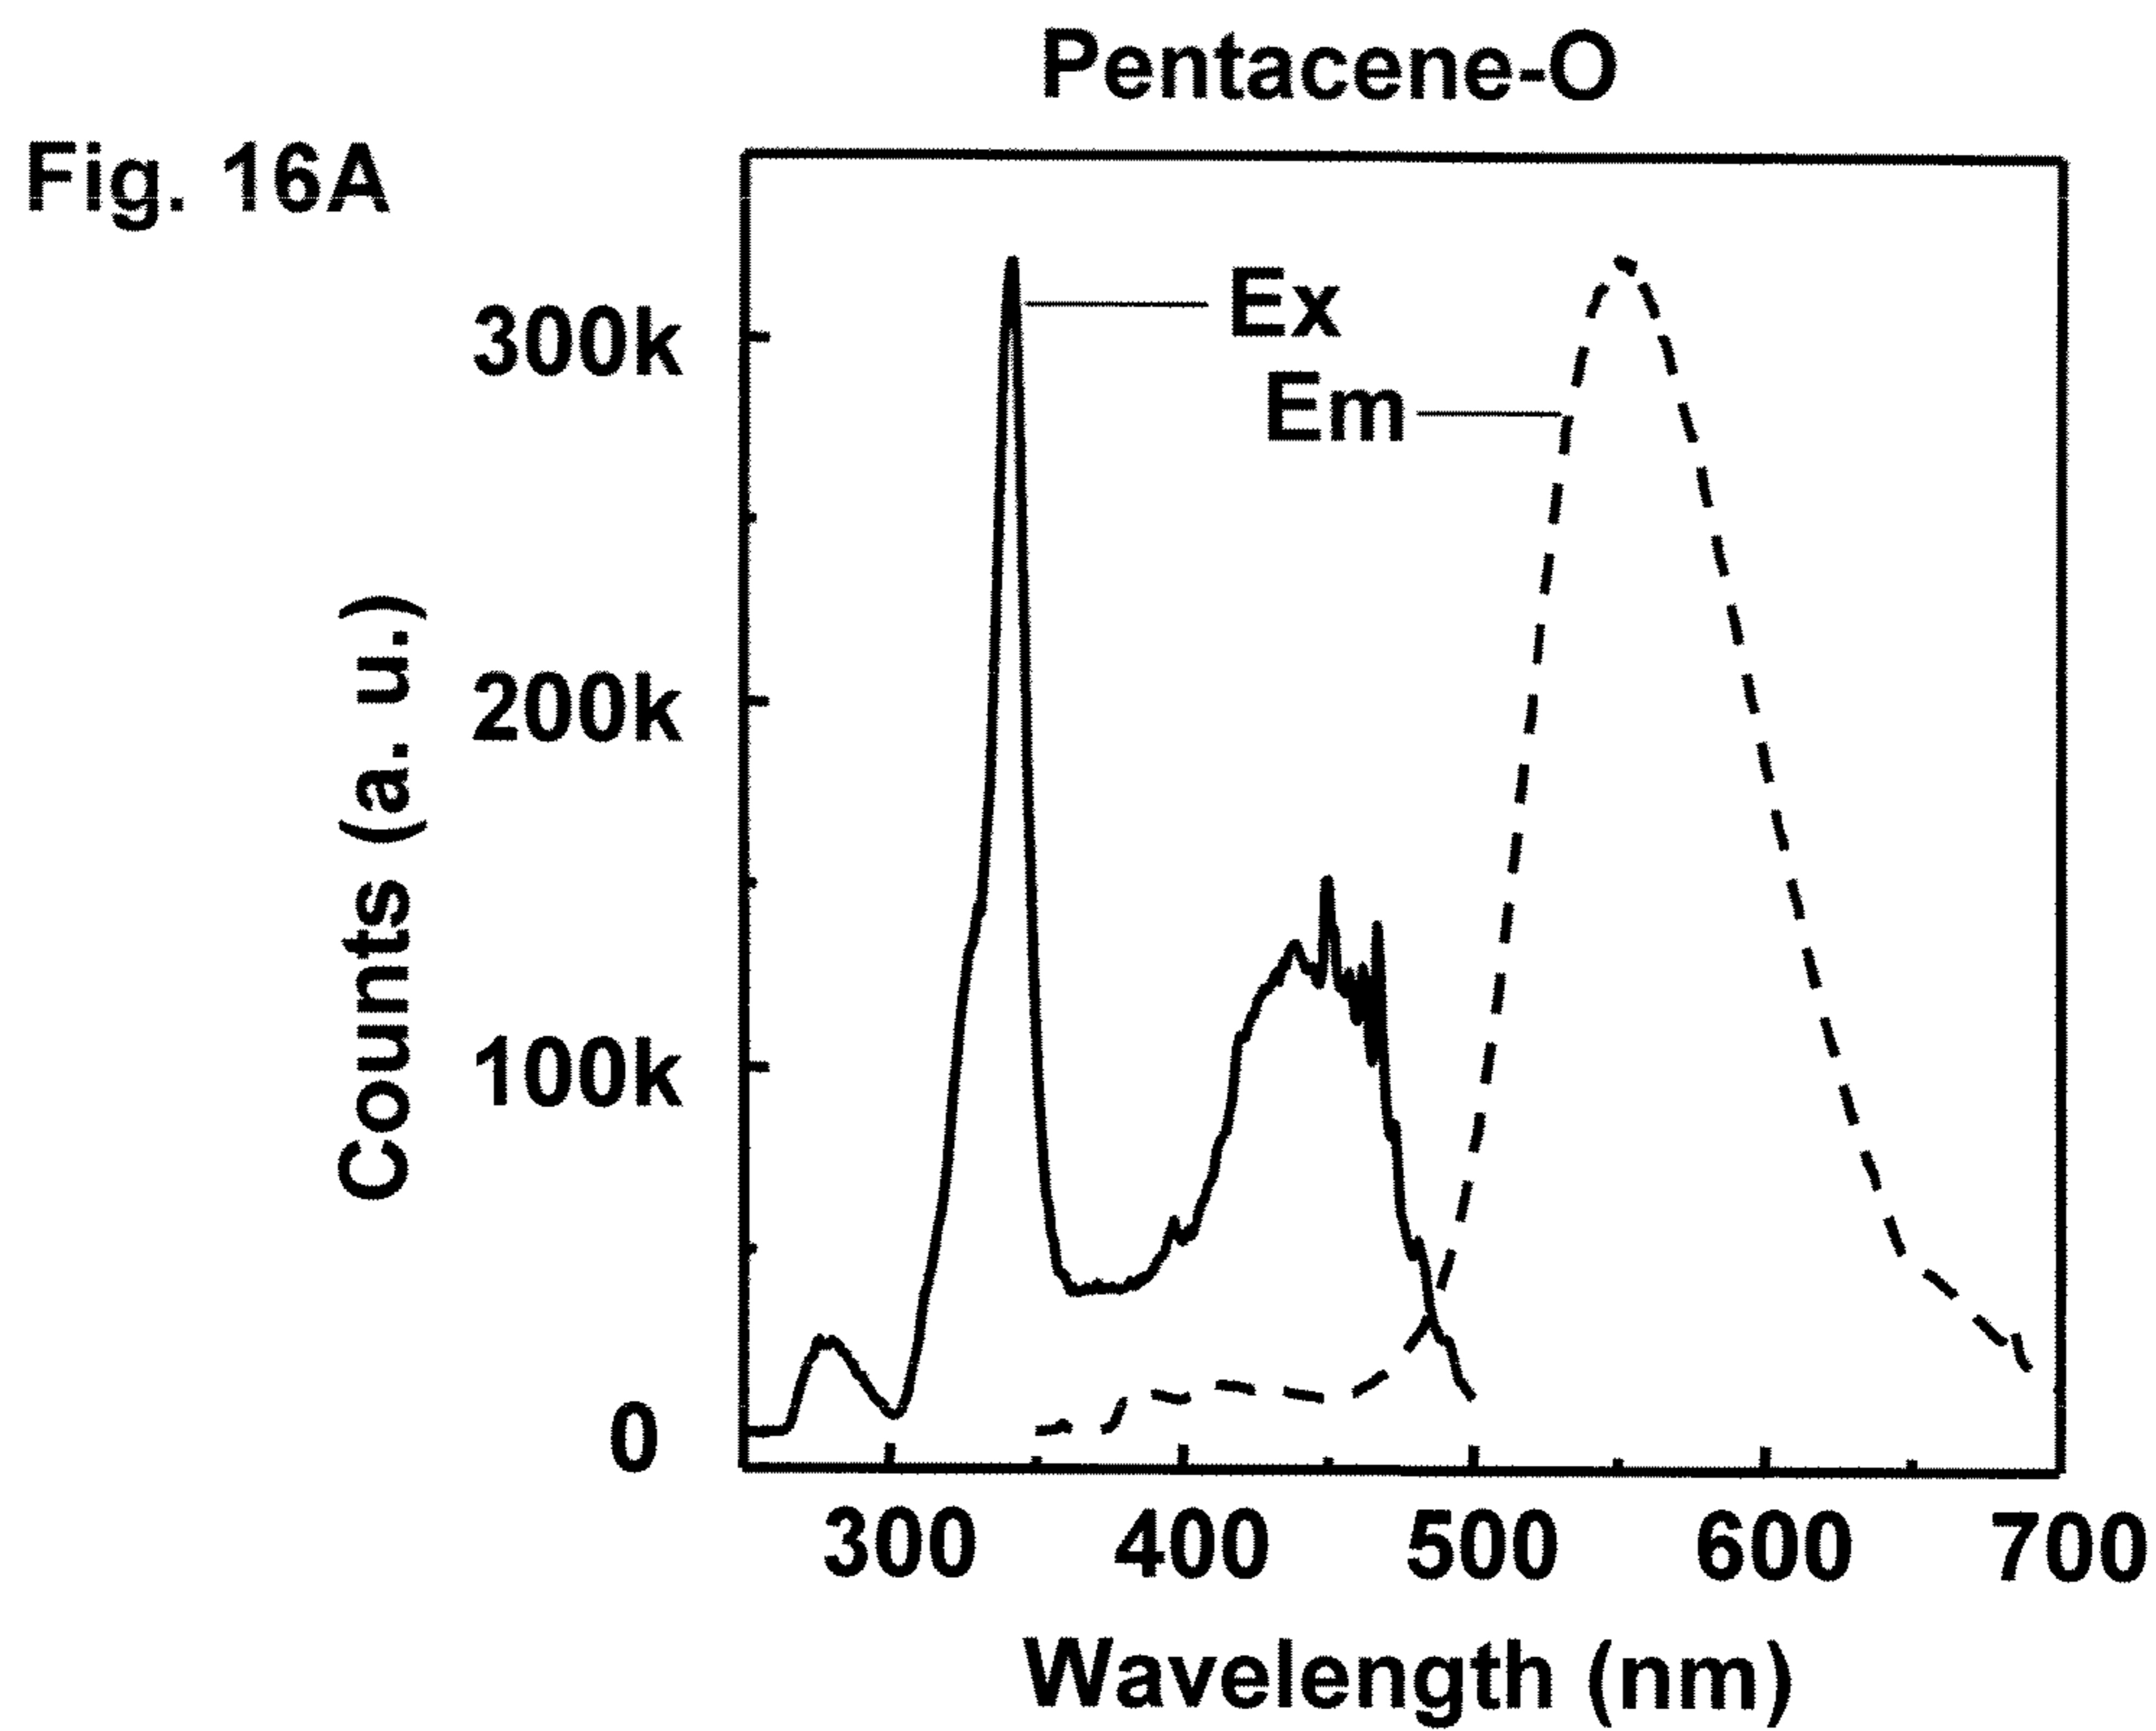 Pentacene-O
Fig. 16A
Ex
Em
300k
200k
100k
0
Counts (a. u.)
300 400 500 600 700
Wavelength (nm)